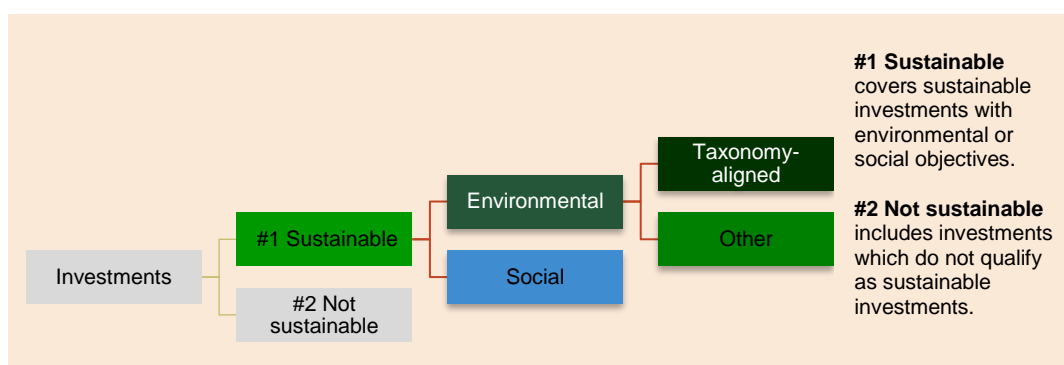 Investments
#1 Sustainable
#2 Not
sustainable
Environmental
Social
Taxonomy-
aligned
Other
#1 Sustainable
covers sustainable
investments with
environmental or
social objectives.
#2 Not sustainable
includes investments
which do not qualify
as sustainable
investments.